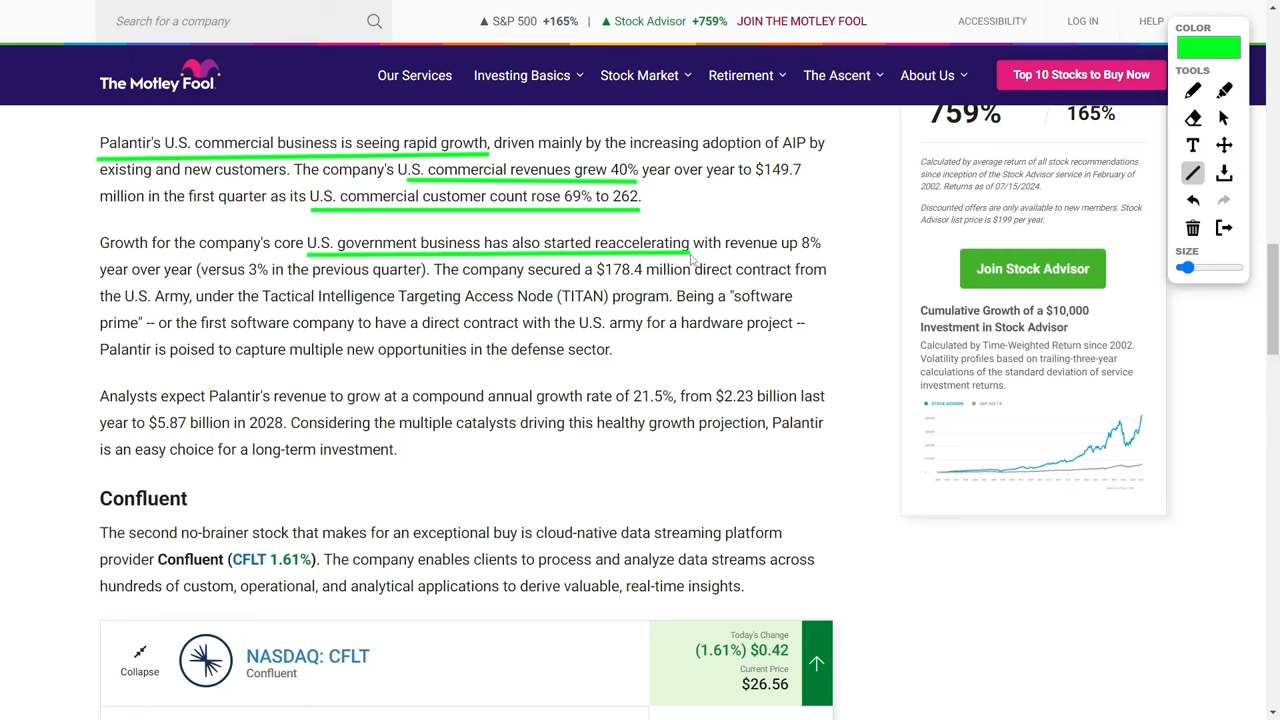 Search for a company
▲ S&P 500 +165% | ▲ Stock Advisor +759% JOIN THE MOTLEY FOOL
ACCESSIBILITY LOG IN HELP
The Motley Fool.
Our Services Investing Basics Stock Market Retirement The Ascent About Us
Top 10 Stocks to Buy Now
COLOR
TOOLS
SIZE
Palantir's U.S. commercial business is seeing rapid growth, driven mainly by the increasing adoption of AIP by
existing and new customers. The company's U.S. commercial revenues grew 40% year over year to $149.7
million in the first quarter as its U.S. commercial customer count rose 69% to 262.
Growth for the company's core U.S. government business has also started reaccelerating with revenue up 8%
year over year (versus 3% in the previous quarter). The company secured a $178.4 million direct contract from
the U.S. Army, under the Tactical Intelligence Targeting Access Node (TITAN) program. Being a "software
prime" -- or the first software company to have a direct contract with the U.S. army for a hardware project --
Palantir is poised to capture multiple new opportunities in the defense sector.
Analysts expect Palantir's revenue to grow at a compound annual growth rate of 21.5%, from $2.23 billion last
year to $5.87 billion in 2028. Considering the multiple catalysts driving this healthy growth projection, Palantir
is an easy choice for a long-term investment.
Confluent
The second no-brainer stock that makes for an exceptional buy is cloud-native data streaming platform
provider Confluent (CFLT 1.61%). The company enables clients to process and analyze data streams across
hundreds of custom, operational, and analytical applications to derive valuable, real-time insights.
Collapse
NASDAQ: CFLT
Confluent
Today's Change
(1.61%) $0.42
Current Price
$26.56
759% 165%
Calculated by average return of all stock recommendations
since inception of the Stock Advisor service in February of
2002. Returns as of 07/15/2024.
Discounted offers are only available to new members. Stock
Advisor list price is $199 per year.
Join Stock Advisor
Cumulative Growth of a $10,000
Investment in Stock Advisor
Calculated by Time-Weighted Return since 2002.
Volatility profiles based on trailing-three-year
calculations of the standard deviation of service
investment returns.
STOCK ADVISOR S&P 500 TR